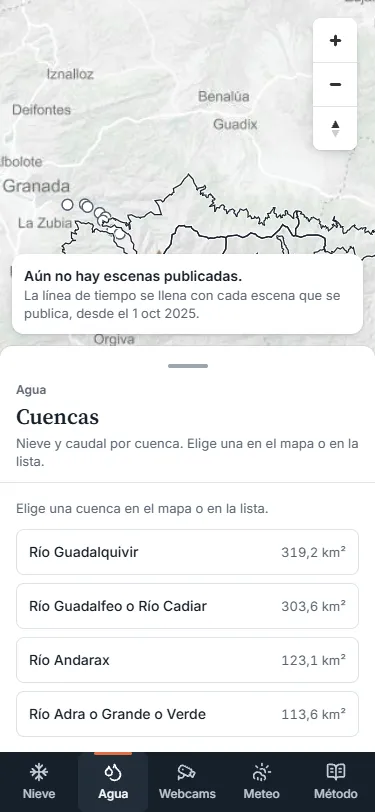 Iznalloz
Deifontes
Benalúa
Guadix
lbolote
Granada
La Zubia
Aún no hay escenas publicadas.
La línea de tiempo se llena con cada escena que se
publica, desde el 1 oct 2025.
Orgiva
Agua
Cuencas
Nieve y caudal por cuenca. Elige una en el mapa o en la
lista.
Elige una cuenca en el mapa o en la lista.
Río Guadalquivir 319,2 km²
Río Guadalfeo o Río Cadiar 303,6 km²
Río Andarax 123,1 km²
Río Adra o Grande o Verde 113,6 km²
Nieve Agua Webcams Meteo Método